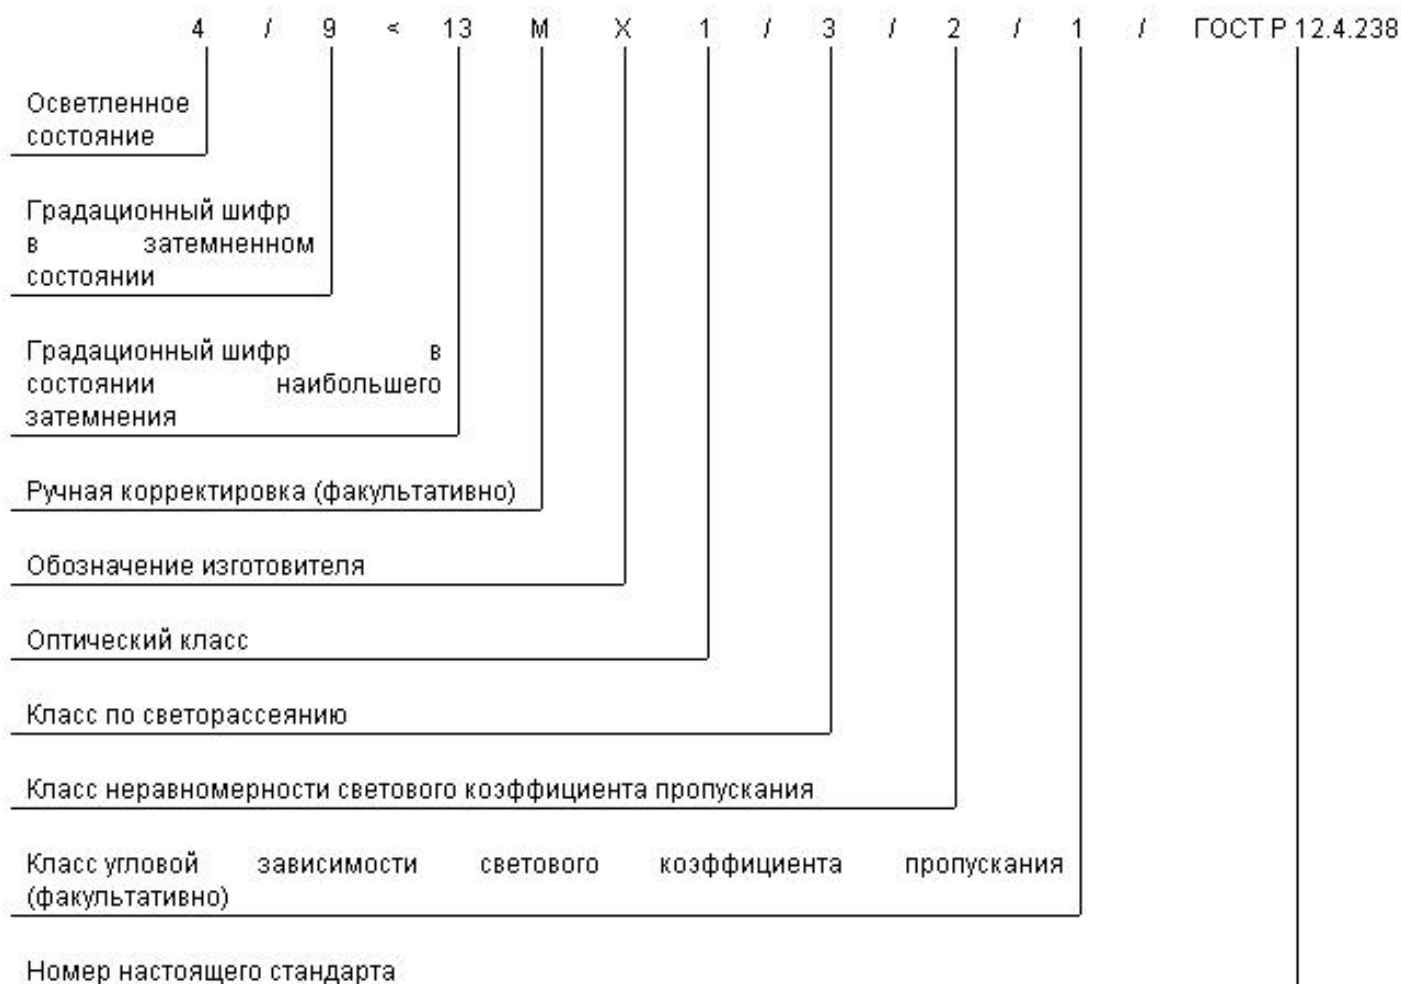 4 / 9 < 13 М Х 1 / 3 / 2 / 1 / ГОСТ Р 12.4.238
Осветленное
состояние
Градационный шифр
в затемненном
состоянии
Градационный шифр в
состоянии наибольшего
затемнения
Ручная корректировка (факультативно)
Обозначение изготовителя
Оптический класс
Класс по светорассеянию
Класс неравномерности светового коэффициента пропускания
Класс угловой зависимости светового коэффициента пропускания
(факультативно)
Номер настоящего стандарта